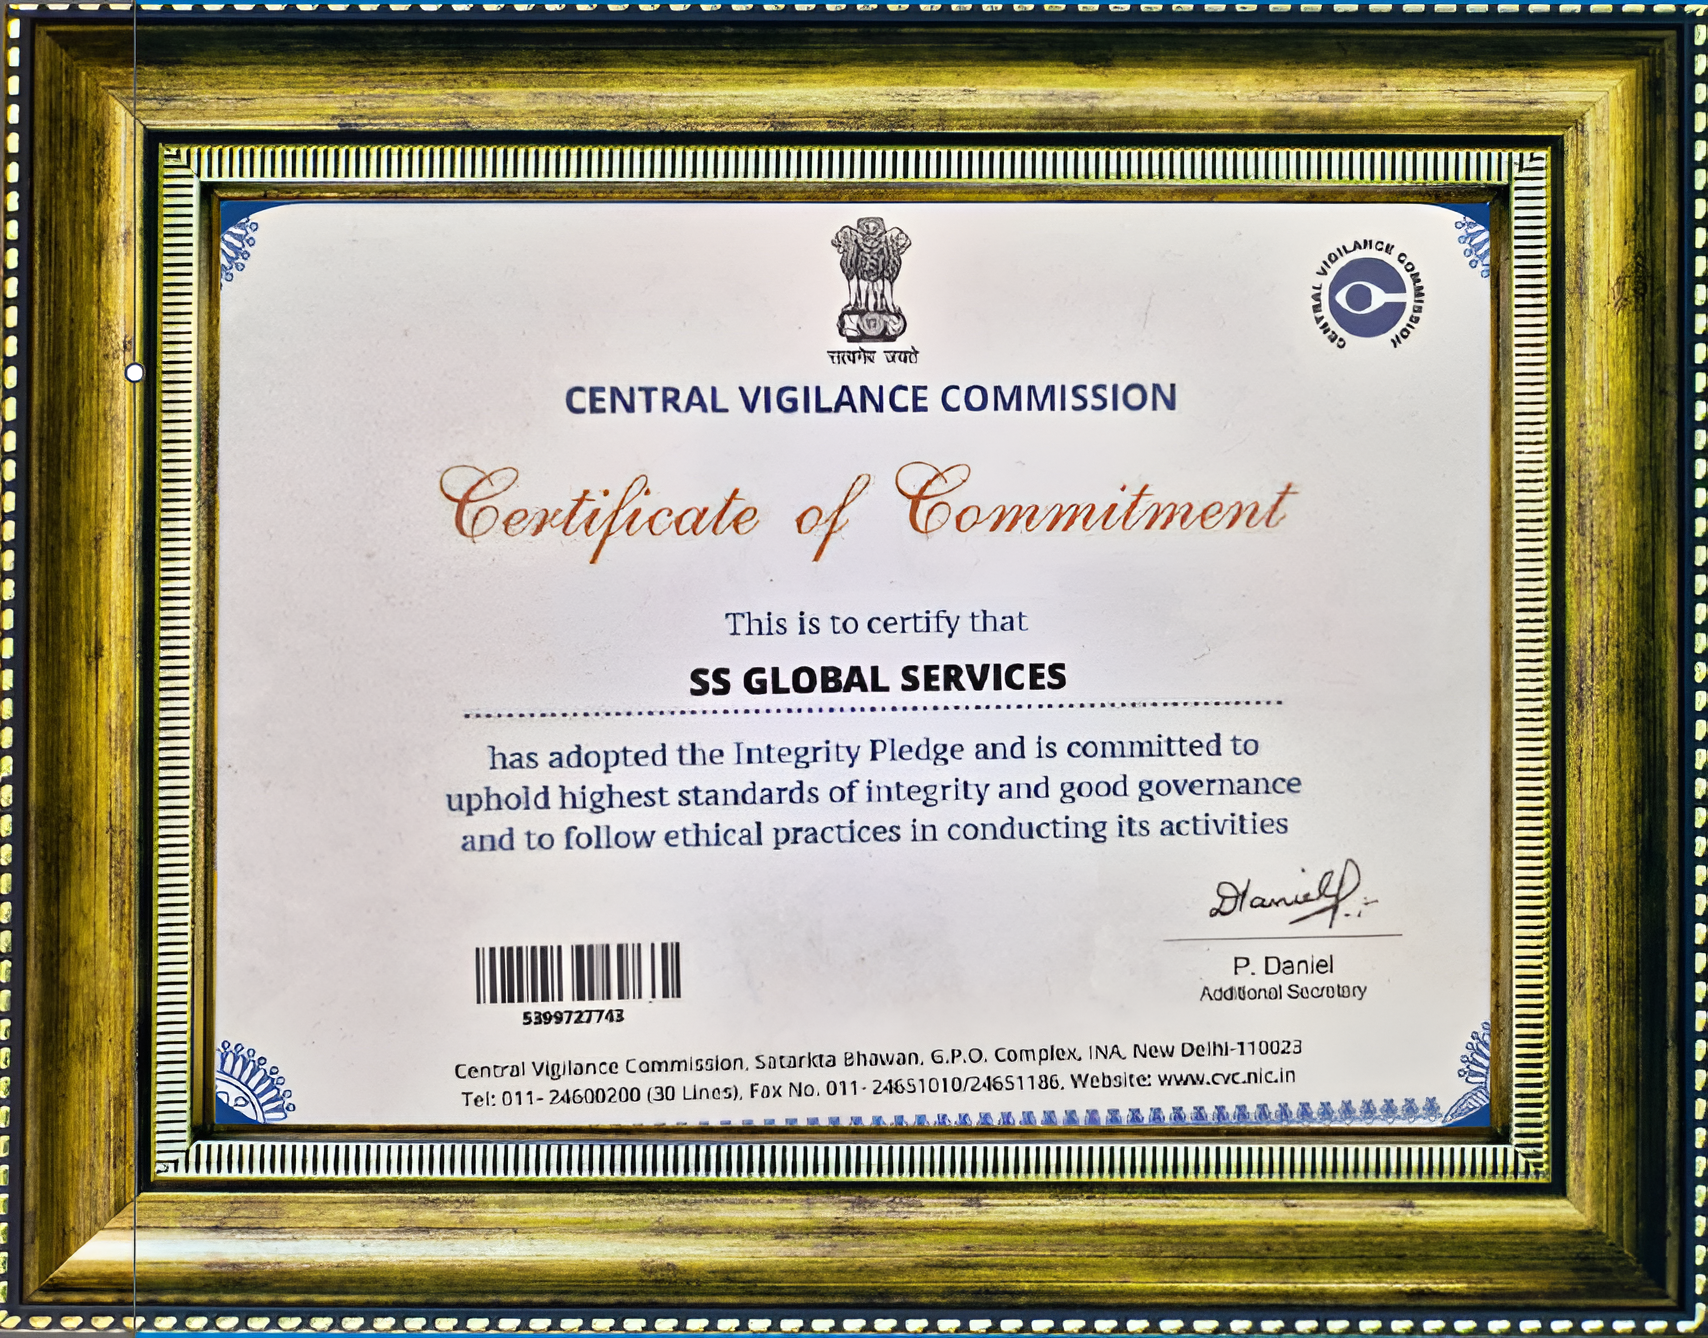 सत्यमेव जयते
CENTRAL VIGILANCE COMMISSION
CENTRAL VIGILANCE COMMISSION
Certificate of Commitment
This is to certify that
SS GLOBAL SERVICES
has adopted the Integrity Pledge and is committed to
uphold highest standards of integrity and good governance
and to follow ethical practices in conducting its activities
Daniel
P. Daniel
Additional Secretary
5399727743
Central Vigilance Commission, Satarkta Bhawan, G.P.O. Complex, INA, New Delhi-110023
Tel: 011- 24600200 (30 Lines), Fax No. 011- 24651010/24651186, Website: www.cvc.nic.in